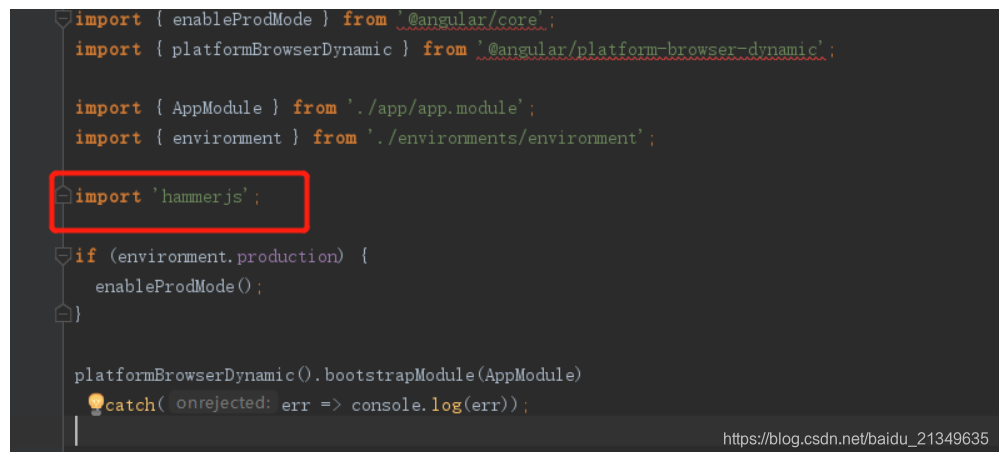 import { enableProdMode } from '@angular/core';
import { platformBrowserDynamic } from '@angular/platform-browser-dynamic';
import { AppModule } from './app/app.module';
import { environment } from './environments/environment';
import 'hammerjs';
if (environment.production) {
enableProdMode();
}
platformBrowserDynamic().bootstrapModule(AppModule)
catch( onrejected: err => console.log(err));
https://blog.csdn.net/baidu_21349635